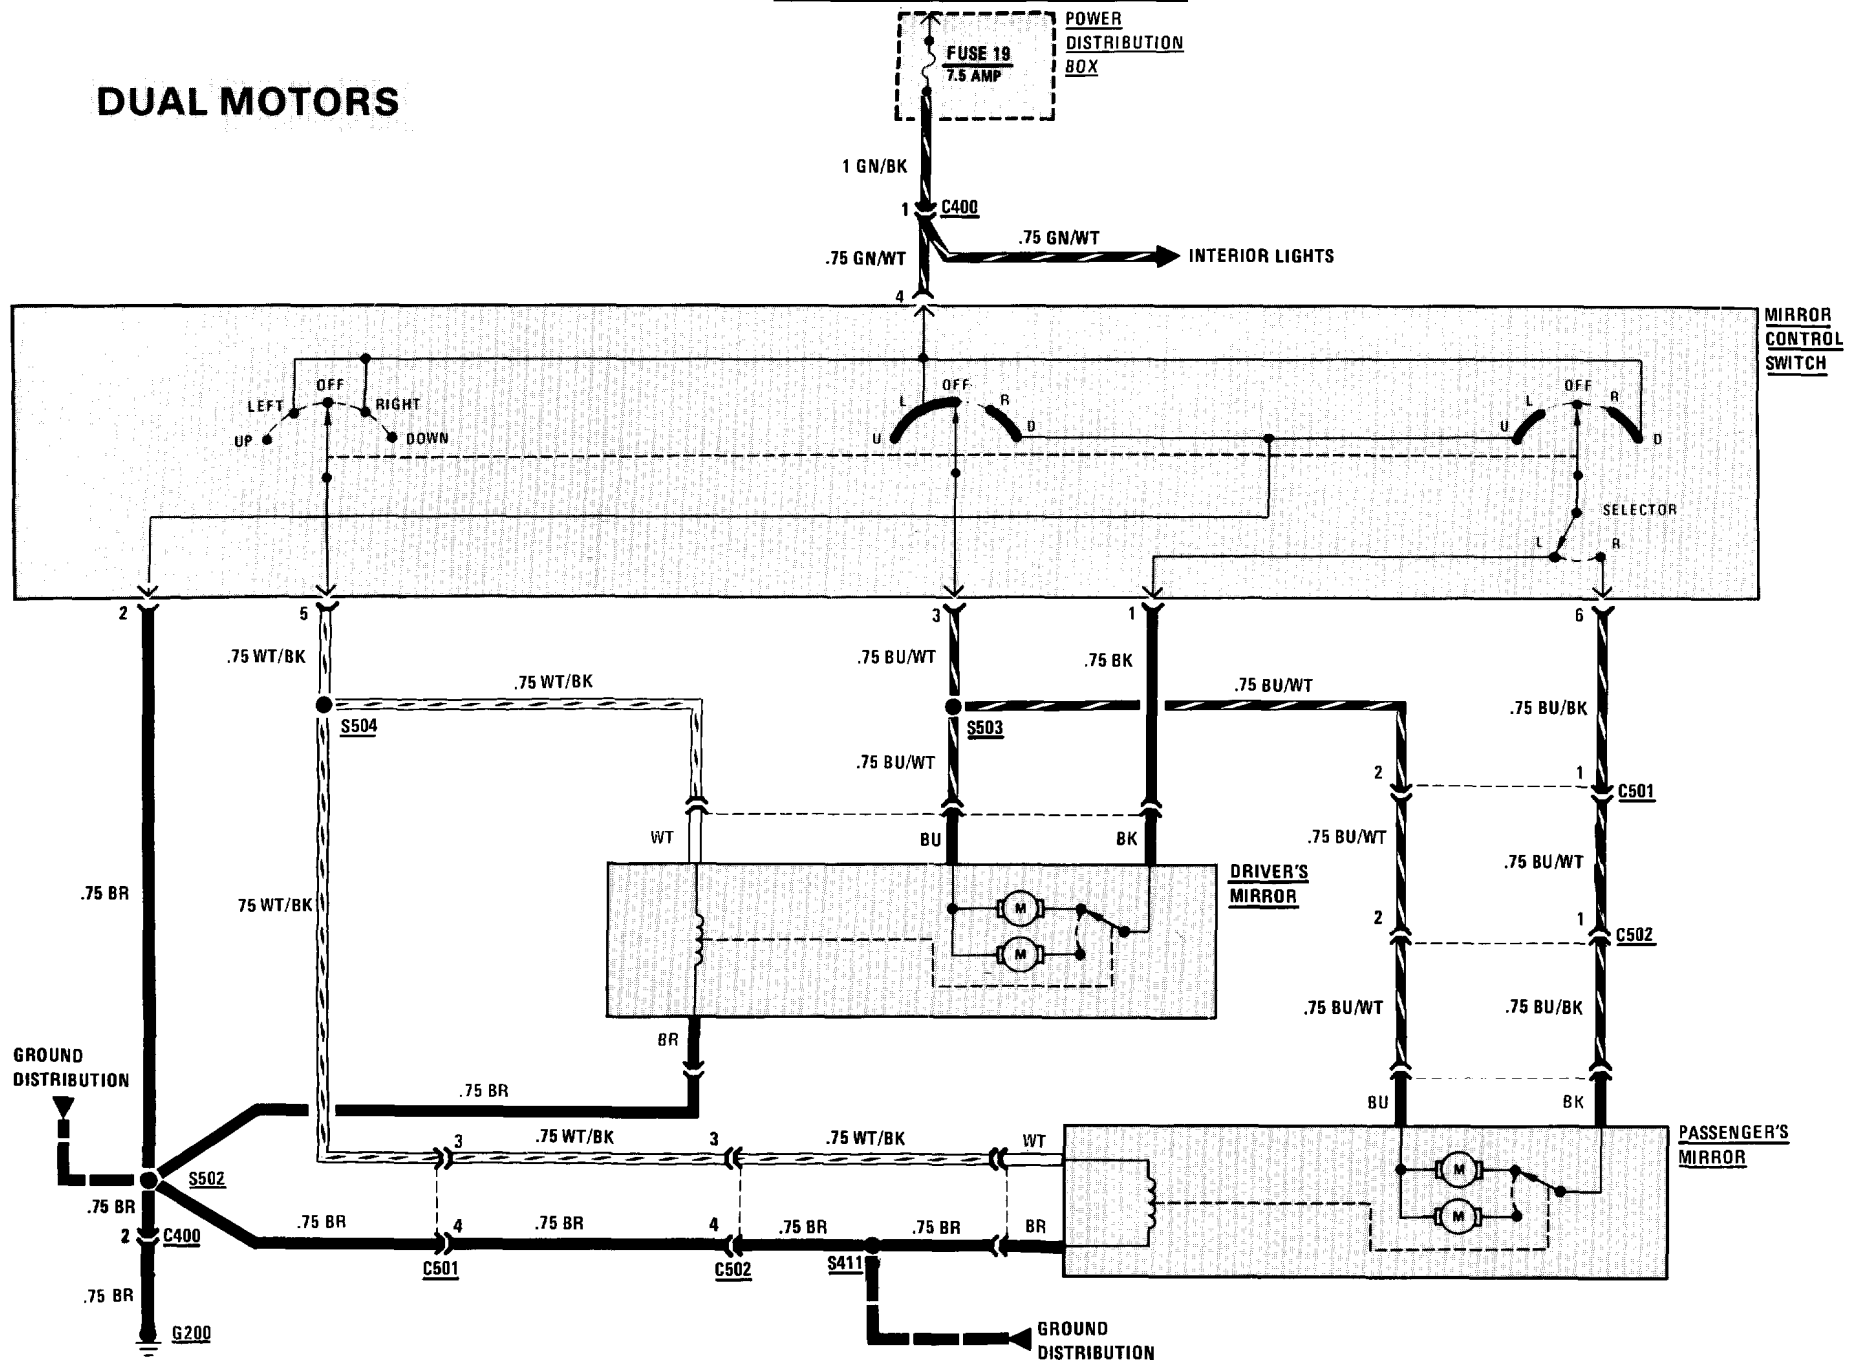 POWER
DISTRIBUTION
BOX
FUSE 19
7.5 AMP
DUAL MOTORS
1 GN/BK
1
C400
.75 GN/WT
.75 GN/WT
INTERIOR LIGHTS
4
MIRROR
CONTROL
SWITCH
OFF
LEFT
RIGHT
UP
DOWN
OFF
L
R
U
D
OFF
L
R
U
D
SELECTOR
L
R
2
5
3
1
6
.75 WT/BK
.75 BU/WT
.75 BK
.75 WT/BK
.75 BU/WT
.75 BU/BK
S504
S503
.75 BU/WT
2
1
C501
WT
BU
BK
.75 BU/WT
.75 BU/WT
DRIVER'S
MIRROR
.75 BR
75 WT/BK
M
M
2
1
C502
.75 BU/WT
.75 BU/BK
BR
GROUND
DISTRIBUTION
.75 BR
BU
BK
3
.75 WT/BK
3
.75 WT/BK
WT
PASSENGER'S
MIRROR
M
M
S502
.75 BR
.75 BR
4
.75 BR
4
.75 BR
.75 BR
BR
2
C400
C501
C502
S411
.75 BR
G200
GROUND
DISTRIBUTION